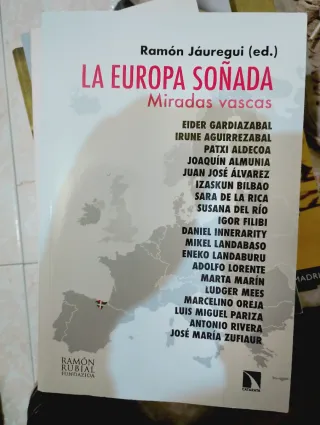 Ramón Jáuregui (ed.)
LA EUROPA SOÑADA
Miradas vascas
EIDER GARDIAZABAL
IRUNE AGUIRREZABAL
PATXI ALDECOA
JOAQUÍN ALMUNIA
JUAN JOSÉ ÁLVAREZ
IZASKUN BILBAO
SARA DE LA RICA
SUSANA DEL RÍO
IGOR FILIBI
DANIEL INNERARITY
MIKEL LANDABASO
ENEKO LANDABURU
ADOLFO LORENTE
MARTA MARÍN
LUDGER MEES
MARCELINO OREJA
LUIS MIGUEL PARIZA
ANTONIO RIVERA
JOSÉ MARÍA ZUFIAUR
RAMÓN
RUBIAL
FUNDAZIOA
CATARATA
MADRI